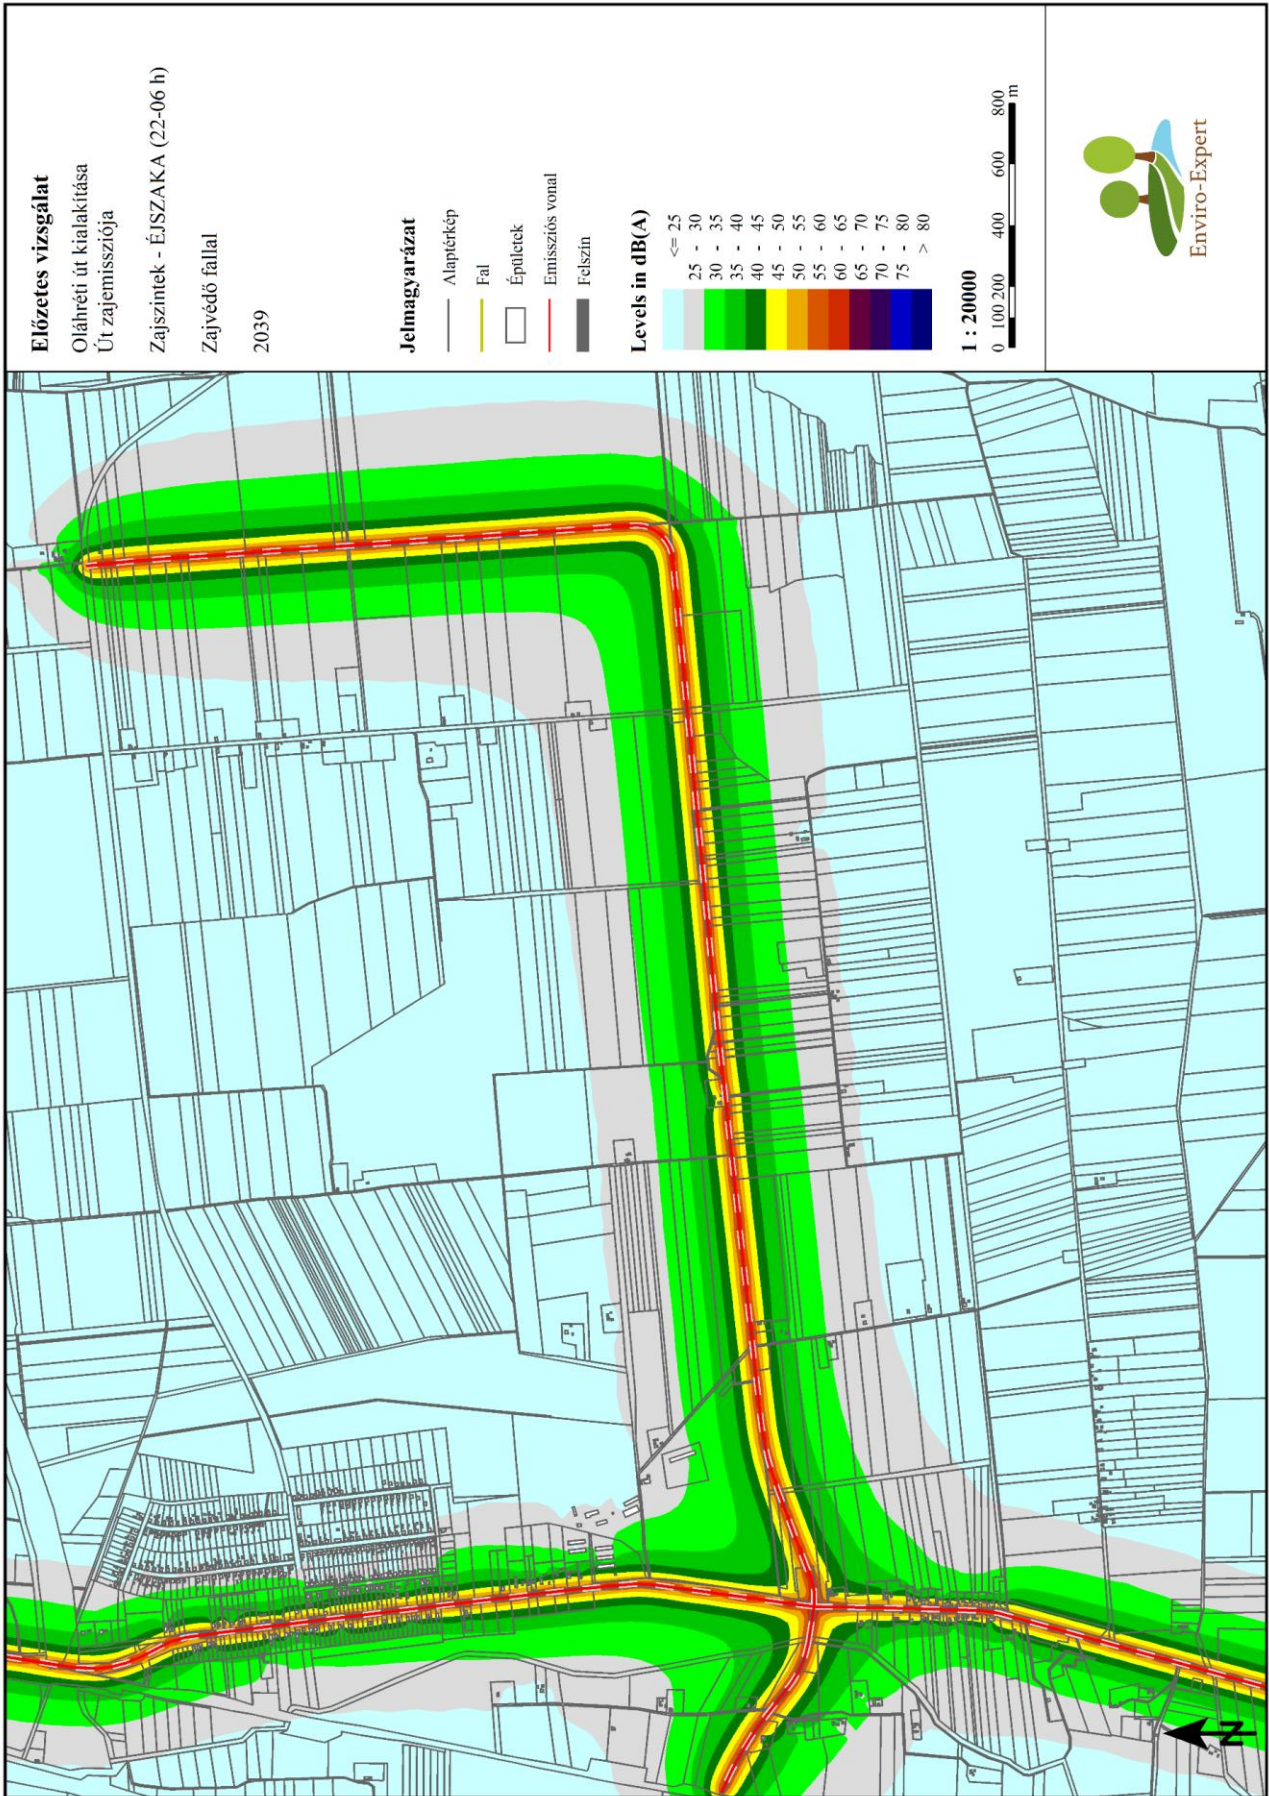 Előzetes vizsgálat
Oláhréti út kialakítása
Út zajemissziója
Zajszintek - ÉJSZAKA (22-06 h)
Zajvédő fallal
2039
Jelmagyarázat
Alaptérkép
Fal
Épületek
Emissziós vonal
Felszín
Levels in dB(A)
<= 25
25 - 30
30 - 35
35 - 40
40 - 45
45 - 50
50 - 55
55 - 60
60 - 65
65 - 70
70 - 75
75 - 80
> 80
1 : 20000
0 100 200 400 600 800
m
Enviro-Expert
N